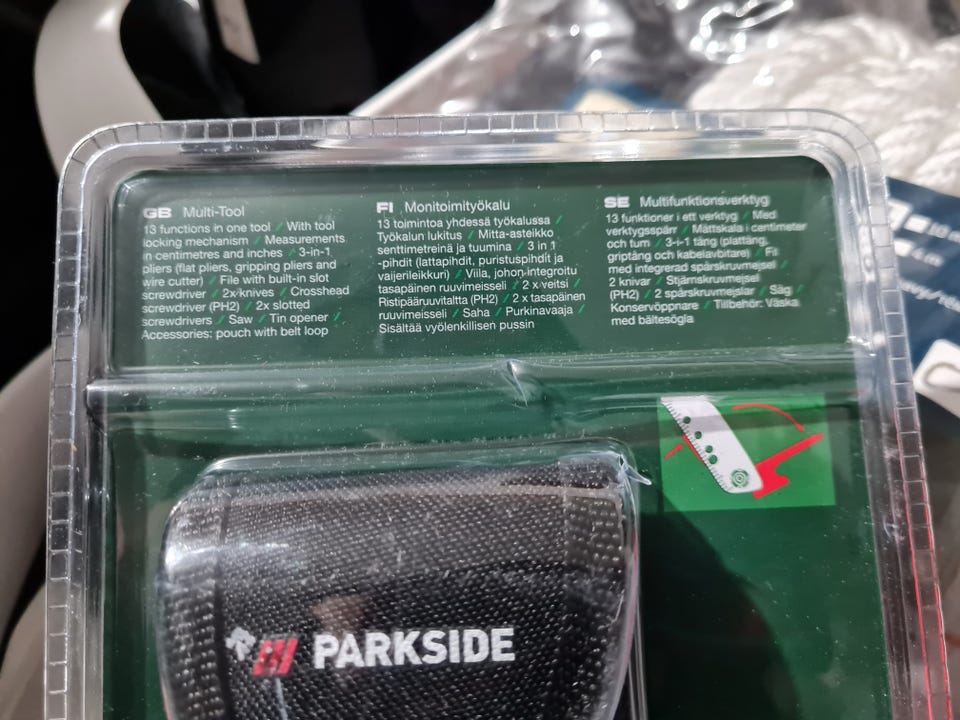 GB Multi-Tool
13 functions in one tool / With tool
locking mechanism / Measurements
in centimetres and inches / 3-in-1
pliers (flat pliers, gripping pliers and
wire cutter) / File with built-in slot
screwdriver / 2x knives / Crosshead
screwdriver (PH2) / 2x slotted
screwdrivers / Saw / Tin opener /
Accessories: pouch with belt loop
FI Monitoimityökalu
13 toimintoa yhdessä työkalussa /
Työkalun lukitus / Mitta-asteikko
senttimetreinä ja tuumina / 3 in 1
-pihdit (lattapihdit, puristuspihdit ja
vaijerileikkuri) / Viila, johon integroitu
tasapäinen ruuvimeisseli / 2 x veitsi /
Ristipääruuvitaltta (PH2) / 2 x tasapäinen
ruuvimeisseli / Saha / Purkinavaaja /
Sisältää vyölenkillisen pussin
SE Multifunktionsverktyg
13 funktioner i ett verktyg / Med
verktygsspärr / Mättskala i centimeter
och tum / 3-i-1 tång (plattång,
griptång och kabelavbitare) / Fil
med integrerad spårskruvmejsel /
2 knivar / Stjärnskruvmejsel
(PH2) / 2 spårskruvmejslar / Såg /
Konservöppnare / Tillbehör: Väska
med bältesögla
/// PARKSIDE